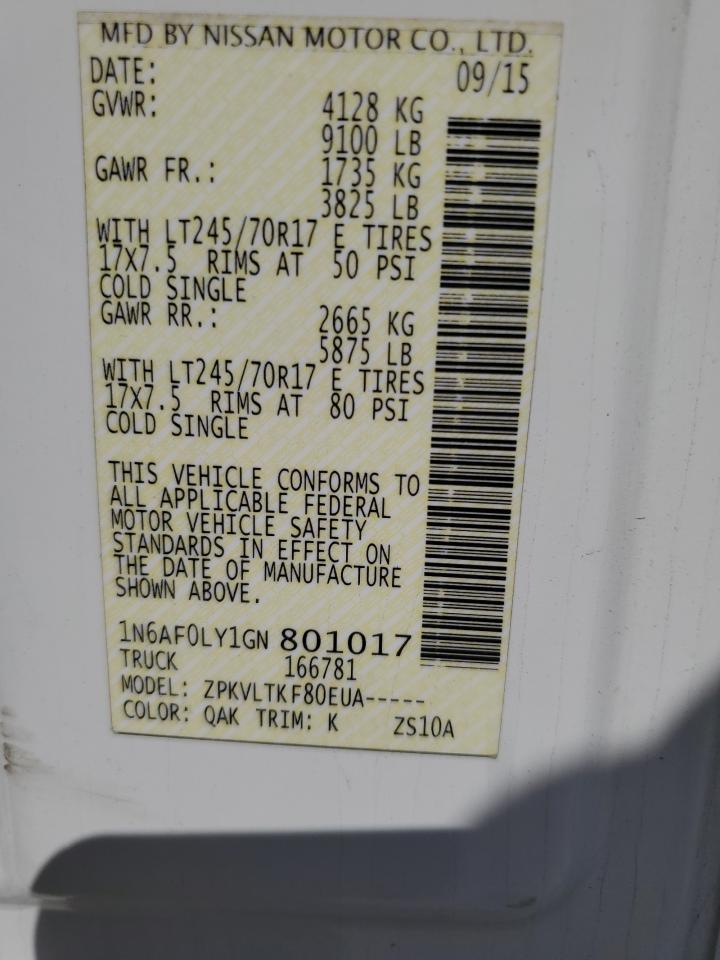 MFD BY NISSAN MOTOR CO., LTD.
DATE: 09/15
GVWR: 4128 KG
9100 LB
GAWR FR.: 1735 KG
3825 LB
WITH LT245/70R17 E TIRES
17X7.5 RIMS AT 50 PSI
COLD SINGLE
GAWR RR.: 2665 KG
5875 LB
WITH LT245/70R17 E TIRES
17X7.5 RIMS AT 80 PSI
COLD SINGLE
THIS VEHICLE CONFORMS TO
ALL APPLICABLE FEDERAL
MOTOR VEHICLE SAFETY
STANDARDS IN EFFECT ON
THE DATE OF MANUFACTURE
SHOWN ABOVE.
1N6AF0LY1GN 801017
TRUCK 166781
MODEL: ZPKVLTKF80EUA-----
COLOR: QAK TRIM: K ZS10A